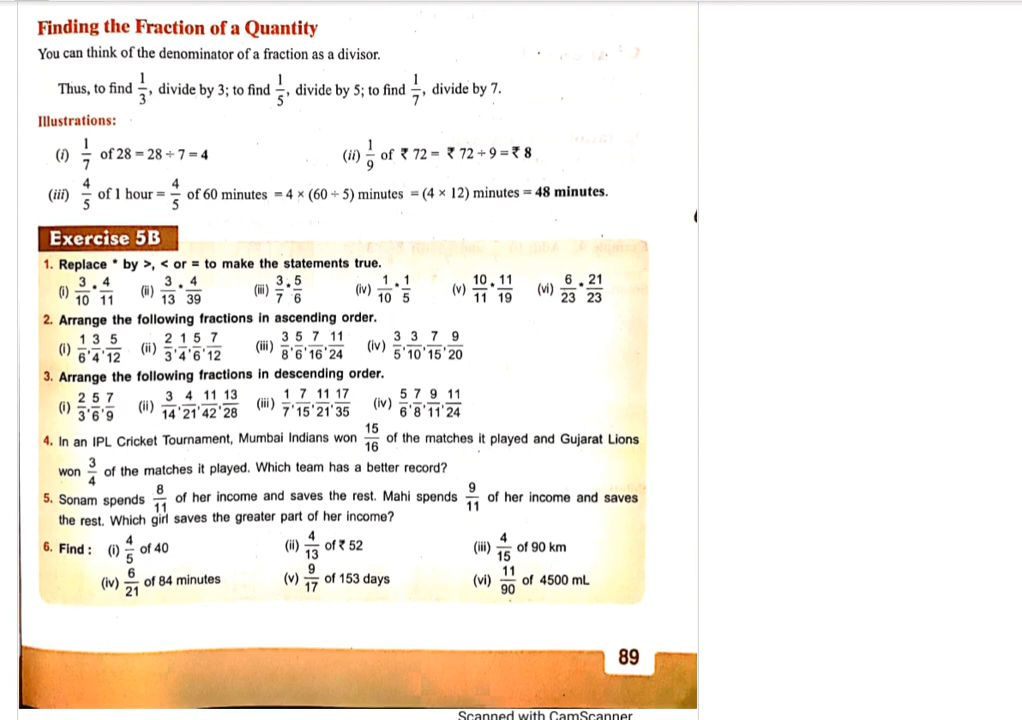 Finding the Fraction of a Quantity
You can think of the denominator of a fraction as a divisor.
Thus, to find 1/3, divide by 3; to find 1/5, divide by 5; to find 1/7, divide by 7.
Illustrations:
(i) 1/7 of 28 = 28 ÷ 7 = 4 (ii) 1/9 of ₹ 72 = ₹ 72 ÷ 9 = ₹ 8
(iii) 4/5 of 1 hour = 4/5 of 60 minutes = 4 × (60 ÷ 5) minutes = (4 × 12) minutes = 48 minutes.
Exercise 5B
1. Replace * by >, < or = to make the statements true.
(i) 3/10 * 4/11 (ii) 3/13 * 4/39 (iii) 3/7 * 5/6 (iv) 1/10 * 1/5 (v) 10/11 * 11/19 (vi) 6/23 * 21/23
2. Arrange the following fractions in ascending order.
(i) 1/6, 3/4, 5/12 (ii) 2/3, 1/4, 5/6, 7/12 (iii) 3/8, 5/6, 7/16, 11/24 (iv) 3/5, 3/10, 7/15, 9/20
3. Arrange the following fractions in descending order.
(i) 2/3, 5/6, 7/9 (ii) 3/14, 4/21, 11/42, 13/28 (iii) 1/7, 7/15, 11/21, 17/35 (iv) 5/6, 7/8, 9/11, 11/24
4. In an IPL Cricket Tournament, Mumbai Indians won 15/16 of the matches it played and Gujarat Lions
won 3/4 of the matches it played. Which team has a better record?
5. Sonam spends 8/11 of her income and saves the rest. Mahi spends 9/11 of her income and saves
the rest. Which girl saves the greater part of her income?
6. Find : (i) 4/5 of 40 (ii) 4/13 of ₹ 52 (iii) 4/15 of 90 km
(iv) 6/21 of 84 minutes (v) 9/17 of 153 days (vi) 11/90 of 4500 mL
89
Scanned with CamScanner